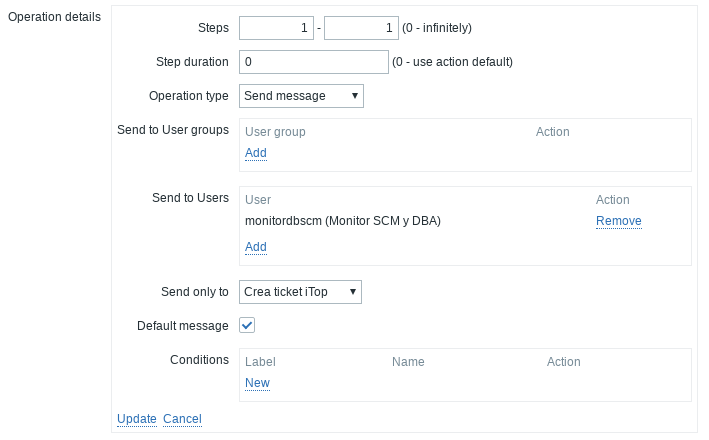 Operation details
Steps 1 - 1 (0 - infinitely)
Step duration 0 (0 - use action default)
Operation type Send message
Send to User groups User group Action
Add
Send to Users User Action
monitordbscm (Monitor SCM y DBA) Remove
Add
Send only to Crea ticket iTop
Default message
Conditions Label Name Action
New
Update Cancel